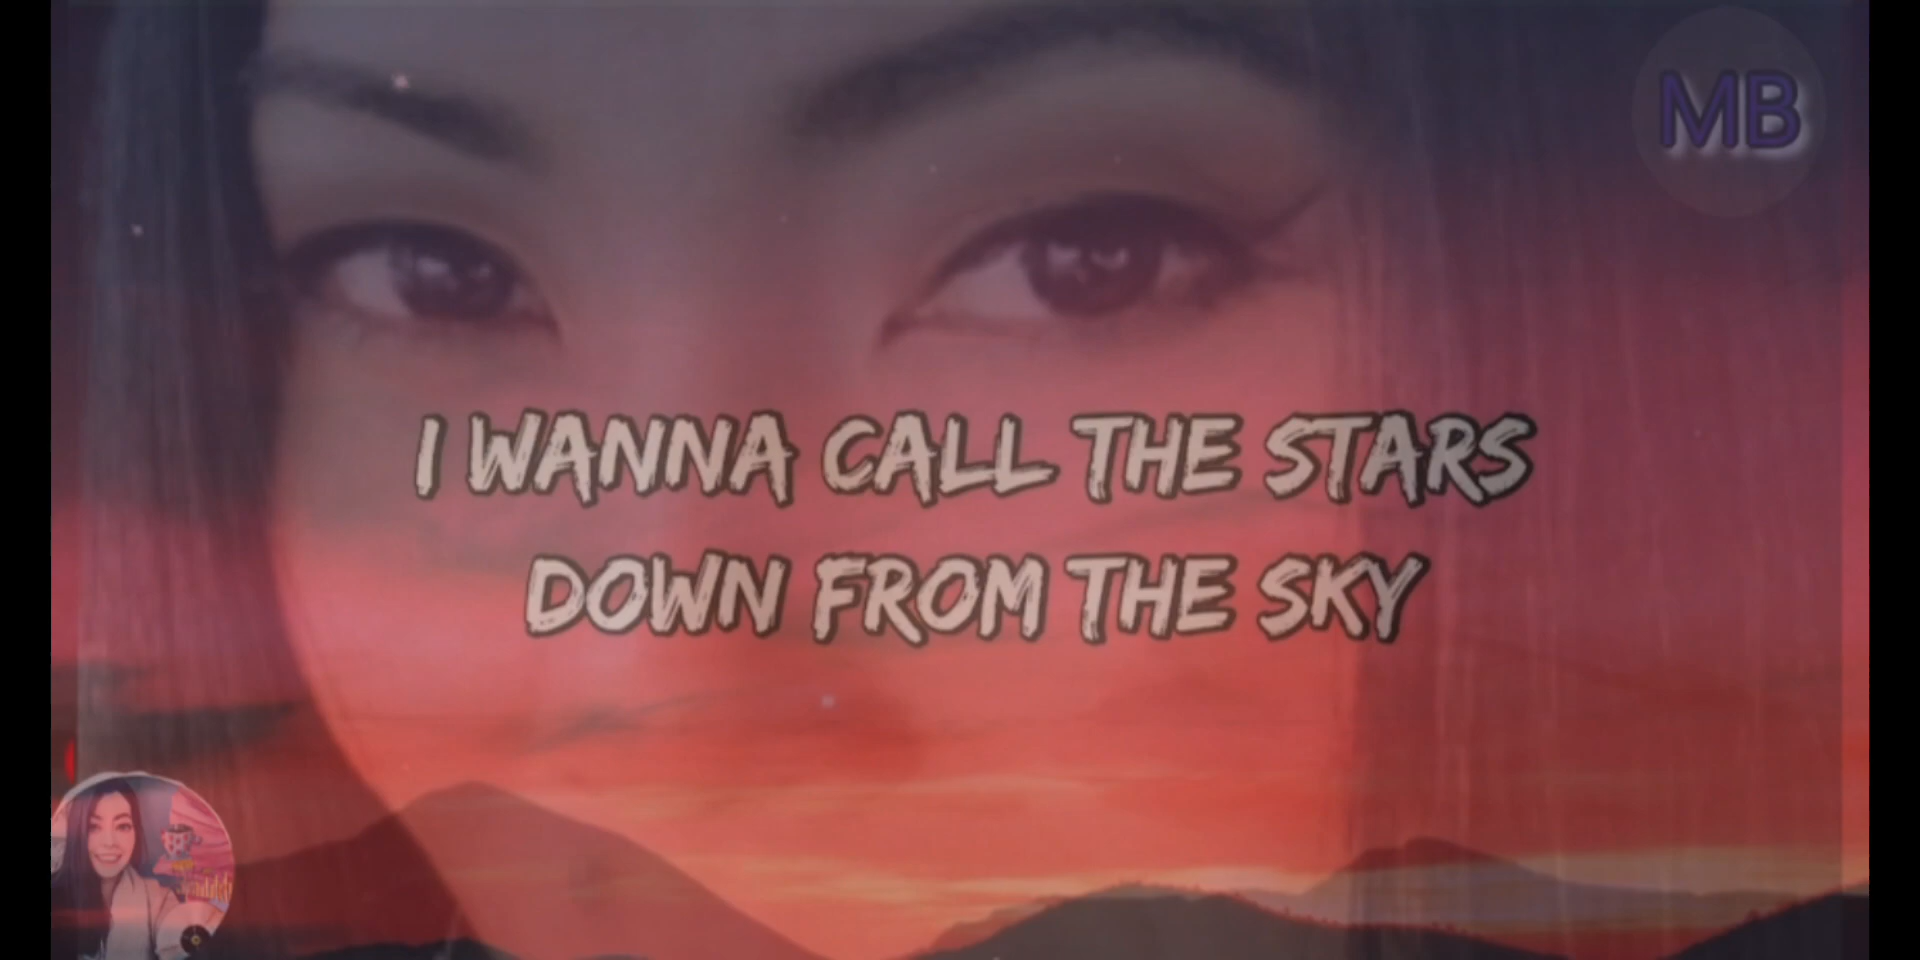 MB
I WANNA CALL THE STARS
DOWN FROM THE SKY